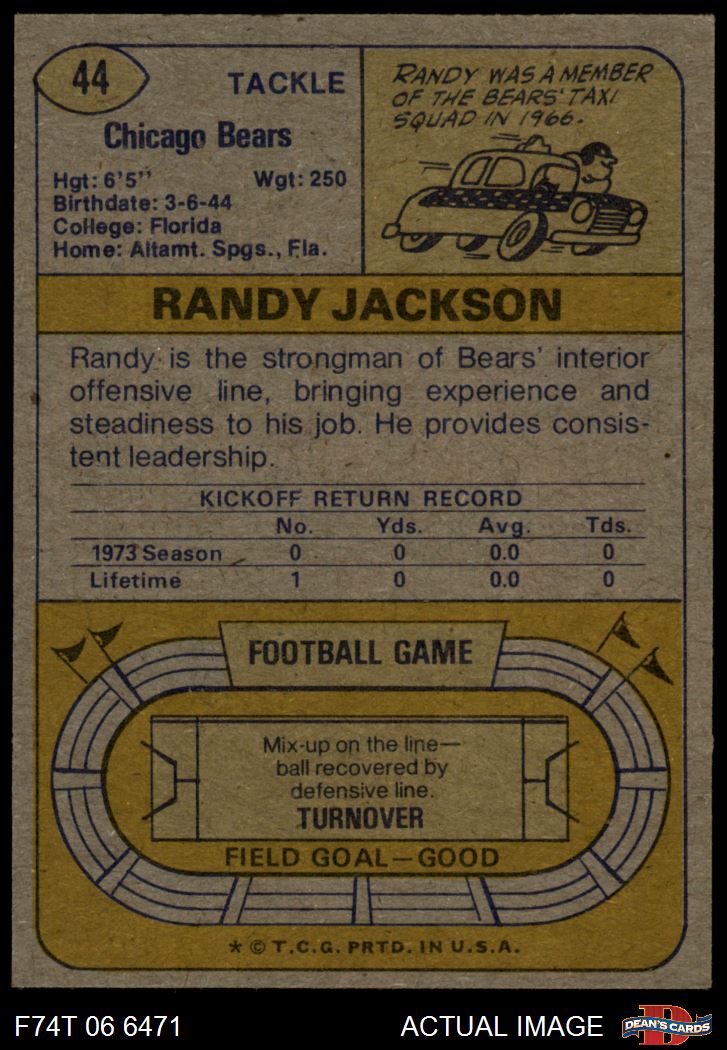 44
TACKLE
Chicago Bears
Hgt: 6'5" Wgt: 250
Birthdate: 3-6-44
College: Florida
Home: Altamt. Spgs., Fla.
RANDY WAS A MEMBER
OF THE BEARS' TAXI
SQUAD IN 1966.
RANDY JACKSON
Randy is the strongman of Bears' interior
offensive line, bringing experience and
steadiness to his job. He provides consis-
tent leadership.
KICKOFF RETURN RECORD
No. Yds. Avg. Tds.
1973 Season 0 0 0.0 0
Lifetime 1 0 0.0 0
FOOTBALL GAME
Mix-up on the line—
ball recovered by
defensive line.
TURNOVER
FIELD GOAL—GOOD
* © T.C.G. PRTD. IN U.S.A.
F74T 06 6471 ACTUAL IMAGE
D
DEAN'S CARDS